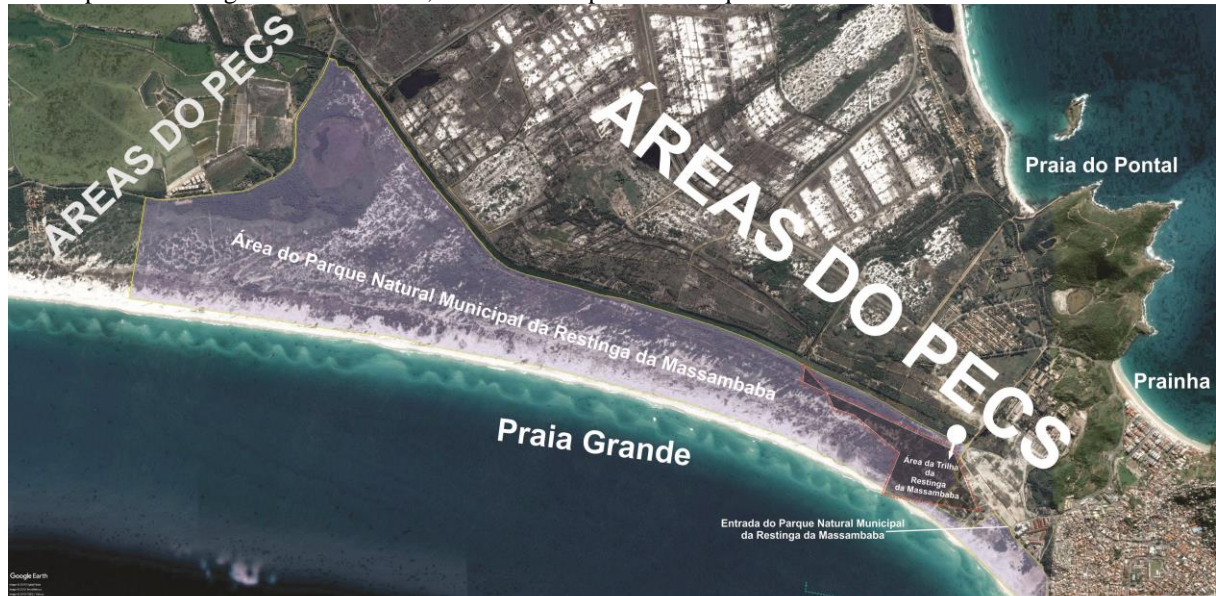 ÁREAS DO PECS
ÁREAS DO PECS
Praia do Pontal
Área do Parque Natural Municipal da Restinga da Massambaba
Prainha
Praia Grande
Área da Trilha
da
Restinga
da Massambaba
Entrada do Parque Natural Municipal
da Restinga da Massambaba
Google Earth